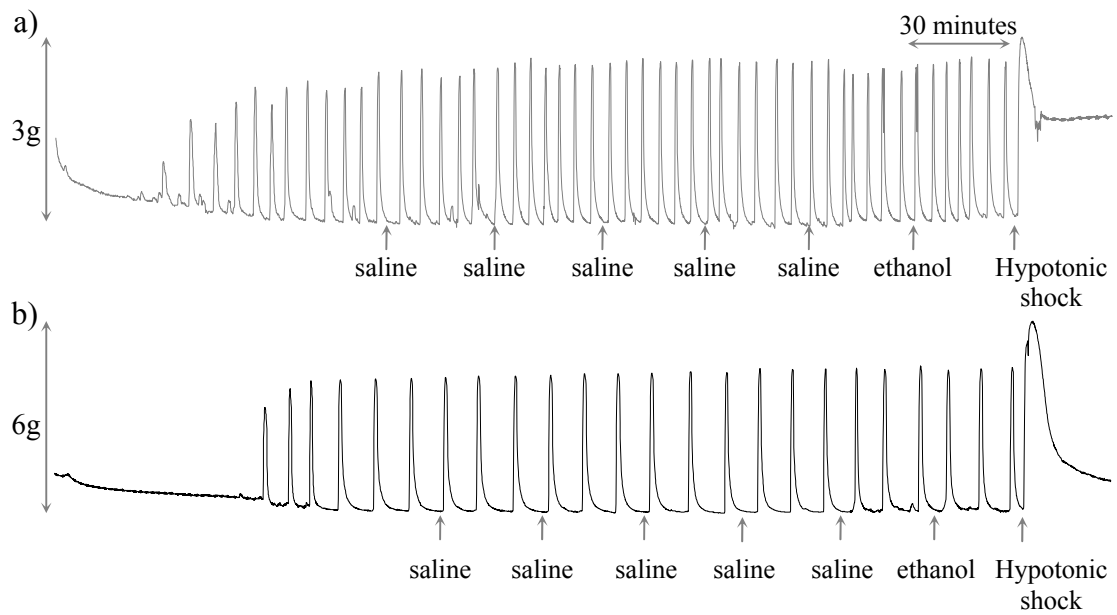 a)
30 minutes
3g
saline saline saline saline saline ethanol Hypotonic
shock
b)
6g
saline saline saline saline saline ethanol Hypotonic
shock